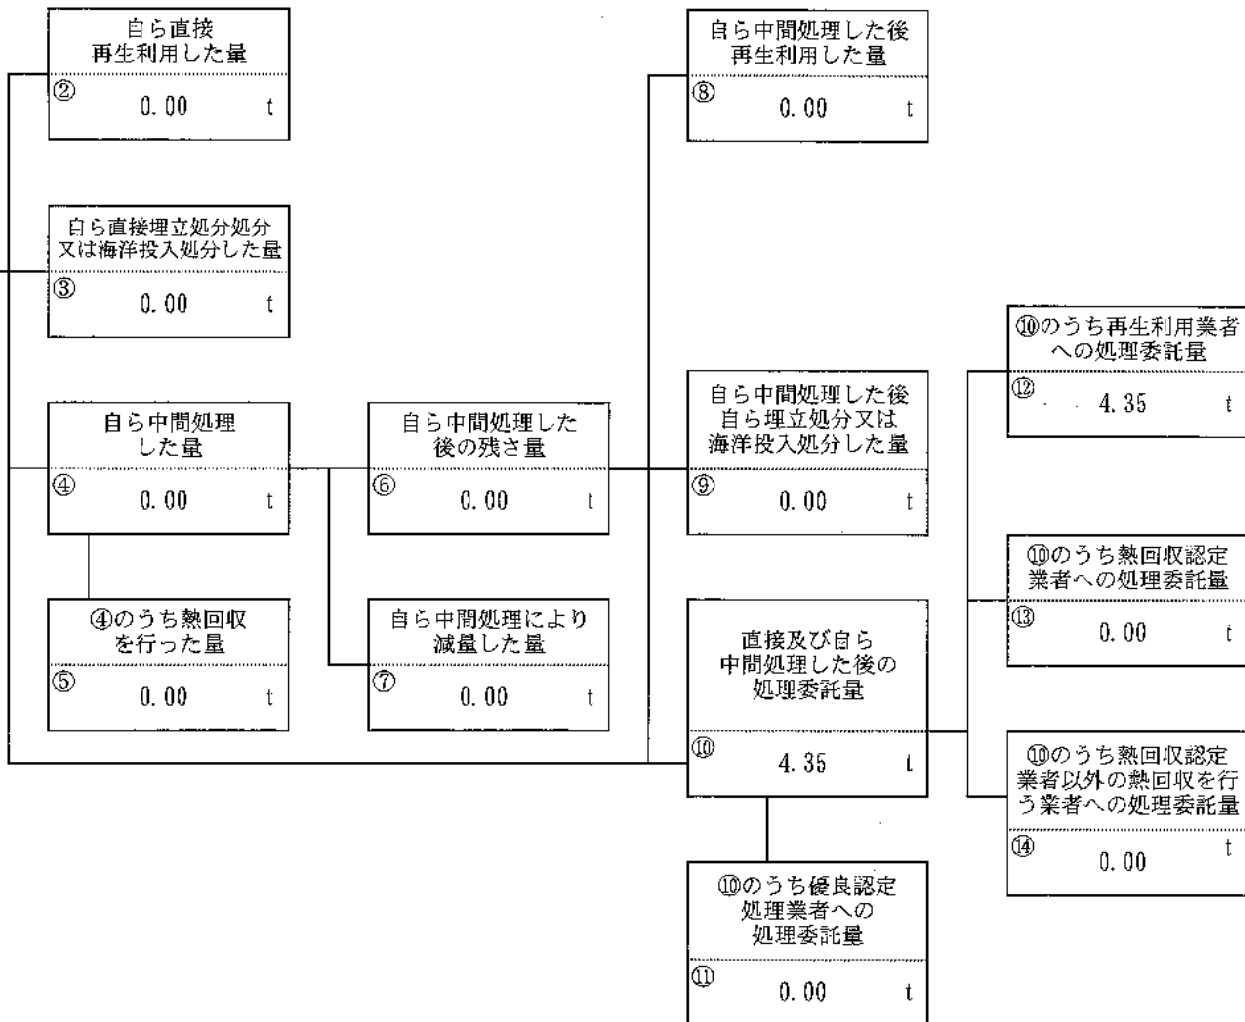 自ら直接
再生利用した量
②
0.00 t
自ら直接埋立処分処分
又は海洋投入処分した量
③
0.00 t
自ら中間処理
した量
④
0.00 t
④のうち熱回収
を行った量
⑤
0.00 t
自ら中間処理した
後の残さ量
⑥
0.00 t
自ら中間処理により
減量した量
⑦
0.00 t
自ら中間処理した後
再生利用した量
⑧
0.00 t
自ら中間処理した後
自ら埋立処分又は
海洋投入処分した量
⑨
0.00 t
直接及び自ら
中間処理した後の
処理委託量
⑩
4.35 t
⑩のうち優良認定
処理業者への
処理委託量
⑪
0.00 t
⑩のうち再生利用業者
への処理委託量
⑫
4.35 t
⑩のうち熱回収認定
業者への処理委託量
⑬
0.00 t
⑩のうち熱回収認定
業者以外の熱回収を行
う業者への処理委託量
⑭
0.00 t